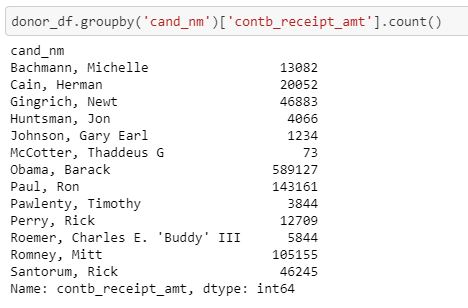 donor_df.groupby('cand_nm')['contb_receipt_amt'].count()
cand_nm
Bachmann, Michelle 13082
Cain, Herman 20052
Gingrich, Newt 46883
Huntsman, Jon 4066
Johnson, Gary Earl 1234
McCotter, Thaddeus G 73
Obama, Barack 589127
Paul, Ron 143161
Pawlenty, Timothy 3844
Perry, Rick 12709
Roemer, Charles E. 'Buddy' III 5844
Romney, Mitt 105155
Santorum, Rick 46245
Name: contb_receipt_amt, dtype: int64